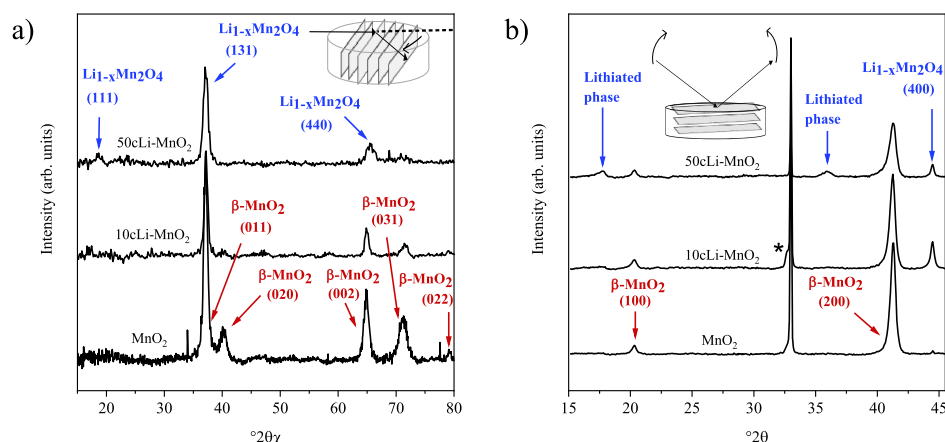 a)
Intensity (arb. units)
Li1-xMn2O4
(131)
Li1-xMn2O4
(111)
Li1-xMn2O4
(440)
50cLi-MnO2
β-MnO2
(011)
β-MnO2
(031)
10cLi-MnO2
β-MnO2
(020)
β-MnO2
(002)
β-MnO2
(022)
MnO2
20 30 40 50 60 70 80
°2θχ
b)
Intensity (arb. units)
Lithiated
phase
Lithiated
phase
Li1-xMn2O4
(400)
50cLi-MnO2
*
10cLi-MnO2
β-MnO2
(100)
β-MnO2
(200)
MnO2
15 20 25 30 35 40 45
°2θ